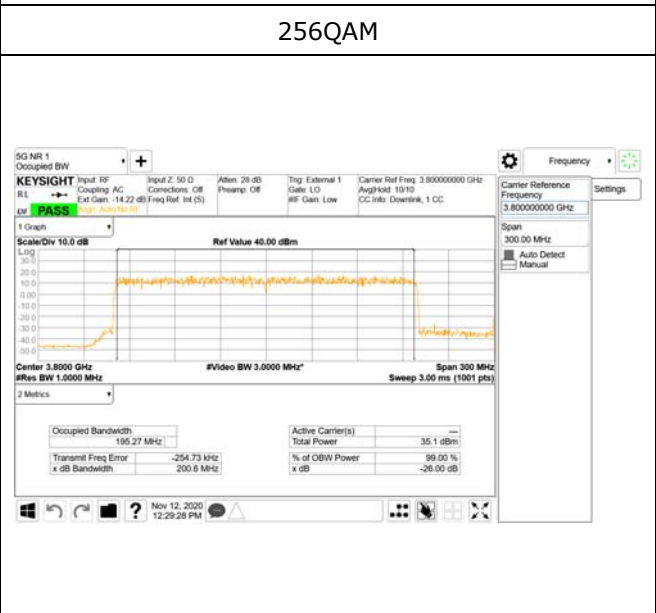 256QAM
5G NR 1
Occupied BW
Frequency
KEYSIGHT
Input: RF
Input Z: 50 Ω
Atten: 28 dB
Trig: External 1
Carrier Ref Freq: 3.800000000 GHz
RL
Coupling: AC
Corrections: Off
Preamp: Off
Gate: LO
Avg|Hold: 10/10
Ext Gain: -14.22 dB
Freq Ref: Int (S)
#IF Gain: Low
CC Info: Downlink, 1 CC
PASS
Align: Auto/No RF
Carrier Reference
Frequency
3.800000000 GHz
Settings
Span
300.00 MHz
Auto Detect
Manual
1 Graph
Scale/Div 10.0 dB
Ref Value 40.00 dBm
Log
30.0
20.0
10.0
0.00
-10.0
-20.0
-30.0
-40.0
-50.0
Center 3.8000 GHz
#Video BW 3.0000 MHz*
Span 300 MHz
#Res BW 1.0000 MHz
Sweep 3.00 ms (1001 pts)
2 Metrics
Occupied Bandwidth
195.27 MHz
Active Carrier(s)
---
Total Power
35.1 dBm
Transmit Freq Error
-254.73 kHz
% of OBW Power
99.00 %
x dB Bandwidth
200.6 MHz
x dB
-26.00 dB
?
Nov 12, 2020
12:29:28 PM